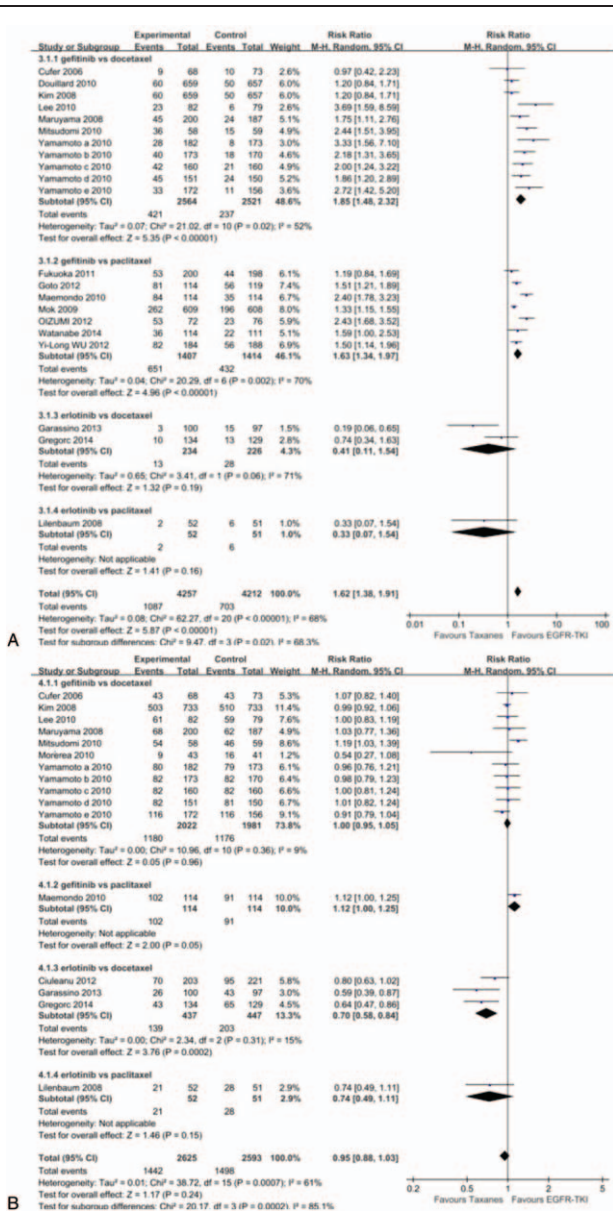 Experimental Control Risk Ratio Risk Ratio
Study or Subgroup Events Total Events Total Weight M-H, Random, 95% CI M-H, Random, 95% CI
3.1.1 gefitinib vs docetaxel
Cufer 2006 9 68 10 73 2.6% 0.97 [0.42, 2.23]
Douillard 2010 60 659 50 657 6.0% 1.20 [0.84, 1.71]
Kim 2008 60 659 50 657 6.0% 1.20 [0.84, 1.71]
Lee 2010 23 82 6 79 2.5% 3.69 [1.59, 8.59]
Maruyama 2008 45 200 24 187 4.9% 1.75 [1.11, 2.76]
Mitsudomi 2010 36 58 15 59 4.7% 2.44 [1.51, 3.95]
Yamamoto a 2010 28 182 8 173 2.9% 3.33 [1.56, 7.10]
Yamamoto b 2010 40 173 18 170 4.3% 2.18 [1.31, 3.65]
Yamamoto c 2010 42 160 21 160 4.6% 2.00 [1.24, 3.22]
Yamamoto d 2010 45 151 24 150 5.1% 1.86 [1.20, 2.89]
Yamamoto e 2010 33 172 11 156 3.5% 2.72 [1.42, 5.20]
Subtotal (95% CI) 2564 2521 48.6% 1.85 [1.48, 2.32]
Total events 421 237
Heterogeneity: Tau² = 0.07; Chi² = 21.02, df = 10 (P = 0.02); I² = 52%
Test for overall effect: Z = 5.35 (P < 0.00001)
3.1.2 gefitinib vs paclitaxel
Fukuoka 2011 53 200 44 198 6.1% 1.19 [0.84, 1.69]
Goto 2012 81 114 56 119 7.5% 1.51 [1.21, 1.89]
Maemondo 2010 84 114 35 114 6.7% 2.40 [1.78, 3.23]
Mok 2009 262 609 196 608 8.2% 1.33 [1.15, 1.55]
OIZUMI 2012 53 72 23 76 5.9% 2.43 [1.68, 3.52]
Watanabe 2014 36 114 22 111 4.8% 1.59 [1.00, 2.53]
Yi-Long WU 2012 82 184 56 188 7.0% 1.50 [1.14, 1.96]
Subtotal (95% CI) 1407 1414 46.1% 1.63 [1.34, 1.97]
Total events 651 432
Heterogeneity: Tau² = 0.04; Chi² = 20.29, df = 6 (P = 0.002); I² = 70%
Test for overall effect: Z = 4.96 (P < 0.00001)
3.1.3 erlotinib vs docetaxel
Garassino 2013 3 100 15 97 1.5% 0.19 [0.06, 0.65]
Gregorc 2014 10 134 13 129 2.8% 0.74 [0.34, 1.63]
Subtotal (95% CI) 234 226 4.3% 0.41 [0.11, 1.54]
Total events 13 28
Heterogeneity: Tau² = 0.65; Chi² = 3.41, df = 1 (P = 0.06); I² = 71%
Test for overall effect: Z = 1.32 (P = 0.19)
3.1.4 erlotinib vs paclitaxel
Lilenbaum 2008 2 52 6 51 1.0% 0.33 [0.07, 1.54]
Subtotal (95% CI) 52 51 1.0% 0.33 [0.07, 1.54]
Total events 2 6
Heterogeneity: Not applicable
Test for overall effect: Z = 1.41 (P = 0.16)
Total (95% CI) 4257 4212 100.0% 1.62 [1.38, 1.91]
Total events 1087 703
Heterogeneity: Tau² = 0.08; Chi² = 62.27, df = 20 (P < 0.00001); I² = 68%
Test for overall effect: Z = 5.87 (P < 0.00001)
Test for subgroup differences: Chi² = 9.47, df = 3 (P = 0.02), I² = 68.3%
0.01 0.1 1 10 100
Favours Taxanes Favours EGFR-TKI
A
Experimental Control Risk Ratio Risk Ratio
Study or Subgroup Events Total Events Total Weight M-H, Random, 95% CI M-H, Random, 95% CI
4.1.1 gefitinib vs docetaxel
Cufer 2006 43 68 43 73 5.3% 1.07 [0.82, 1.40]
Kim 2008 503 733 510 733 11.4% 0.99 [0.92, 1.06]
Lee 2010 61 82 59 79 7.6% 1.00 [0.83, 1.19]
Maruyama 2008 68 200 62 187 4.9% 1.03 [0.77, 1.36]
Mitsudomi 2010 54 58 46 59 8.9% 1.19 [1.03, 1.39]
Morèrea 2010 9 43 16 41 0.9% 0.54 [0.27, 1.08]
Yamamoto a 2010 80 182 79 173 6.1% 0.96 [0.76, 1.21]
Yamamoto b 2010 82 173 82 170 6.4% 0.98 [0.79, 1.23]
Yamamoto c 2010 82 160 82 160 6.6% 1.00 [0.81, 1.24]
Yamamoto d 2010 82 151 81 150 6.8% 1.01 [0.82, 1.24]
Yamamoto e 2010 116 172 116 156 9.0% 0.91 [0.79, 1.04]
Subtotal (95% CI) 2022 1981 73.8% 1.00 [0.95, 1.05]
Total events 1180 1176
Heterogeneity: Tau² = 0.00; Chi² = 10.96, df = 10 (P = 0.36); I² = 9%
Test for overall effect: Z = 0.05 (P = 0.96)
4.1.2 gefitinib vs paclitaxel
Maemondo 2010 102 114 91 114 10.0% 1.12 [1.00, 1.25]
Subtotal (95% CI) 114 114 10.0% 1.12 [1.00, 1.25]
Total events 102 91
Heterogeneity: Not applicable
Test for overall effect: Z = 2.00 (P = 0.05)
4.1.3 erlotinib vs docetaxel
Ciuleanu 2012 70 203 95 221 5.8% 0.80 [0.63, 1.02]
Garassino 2013 26 100 43 97 3.0% 0.59 [0.39, 0.87]
Gregorc 2014 43 134 65 129 4.5% 0.64 [0.47, 0.86]
Subtotal (95% CI) 437 447 13.3% 0.70 [0.58, 0.84]
Total events 139 203
Heterogeneity: Tau² = 0.00; Chi² = 2.34, df = 2 (P = 0.31); I² = 15%
Test for overall effect: Z = 3.76 (P = 0.0002)
4.1.4 erlotinib vs paclitaxel
Lilenbaum 2008 21 52 28 51 2.9% 0.74 [0.49, 1.11]
Subtotal (95% CI) 52 51 2.9% 0.74 [0.49, 1.11]
Total events 21 28
Heterogeneity: Not applicable
Test for overall effect: Z = 1.46 (P = 0.15)
Total (95% CI) 2625 2593 100.0% 0.95 [0.88, 1.03]
Total events 1442 1498
Heterogeneity: Tau² = 0.01; Chi² = 38.72, df = 15 (P = 0.0007); I² = 61%
Test for overall effect: Z = 1.17 (P = 0.24)
Test for subgroup differences: Chi² = 20.17, df = 3 (P = 0.0002), I² = 85.1%
0.2 0.5 1 2 5
Favours Taxanes Favours EGFR-TKI
B